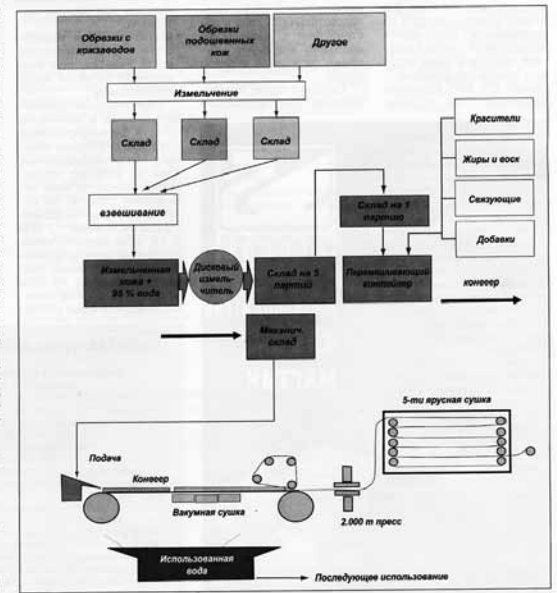 Обрезки с
кожзаводов
Обрезки
подошвенных
кож
Другое
Измельчение
Склад
Склад
Склад
взвешивание
Красители
Жиры и воск
Связующие
Добавки
Склад на 1
партию
Измельченная
кожа +
95 % вода
Дисковый
измель-
читель
Склад на 5
партий
Перемешивающий
контейнер
конвеер
Механич.
склад
5-ти ярусная сушка
Подача
Конвеер
Вакумная сушка
2.000 т пресс
Использованная
вода
Последующее использование